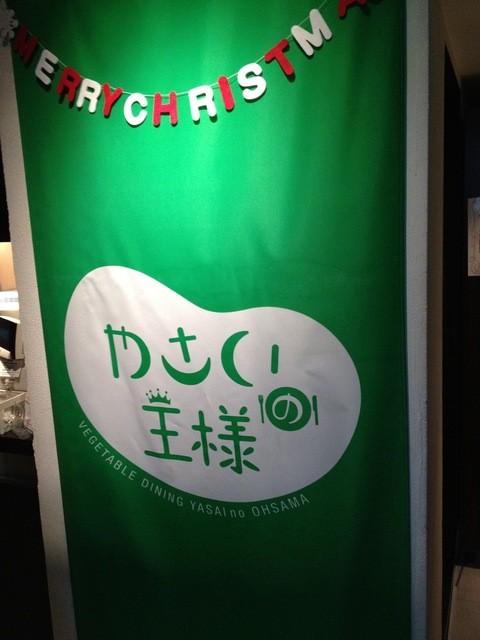 MERRY CHRISTMA
やさい
の
王様
VEGETABLE DINING YASAI no OHSAMA